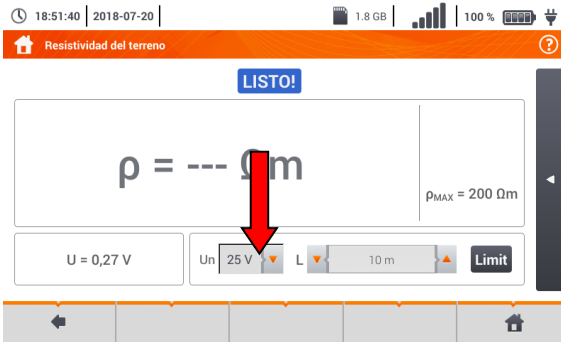 18:51:40 2018-07-20 1.8 GB 100 %
Resistividad del terreno ?
LISTO!
ρ = --- Ωm
ρMAX = 200 Ωm
U = 0,27 V Un 25 V L 10 m Limit